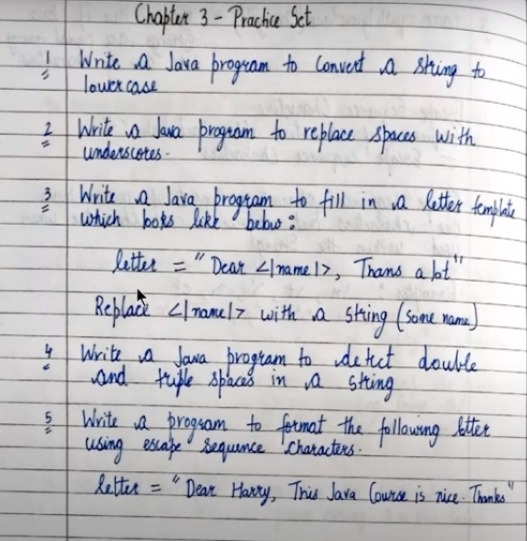 Chapter 3 - Practice Set
1 Write a Java program to Convert a String to
lowercase
2 Write a Java program to replace spaces with
underscores.
3 Write a Java program to fill in a letter template
which looks like below:
letter = "Dear <|name|>, Thanks a lot"
Replace <|name|> with a string (Some name)
4 Write a Java program to detect double
and triple spaces in a string
5 Write a program to format the following letter
using escape sequence characters.
letter = "Dear Harry, This Java Course is nice. Thanks"